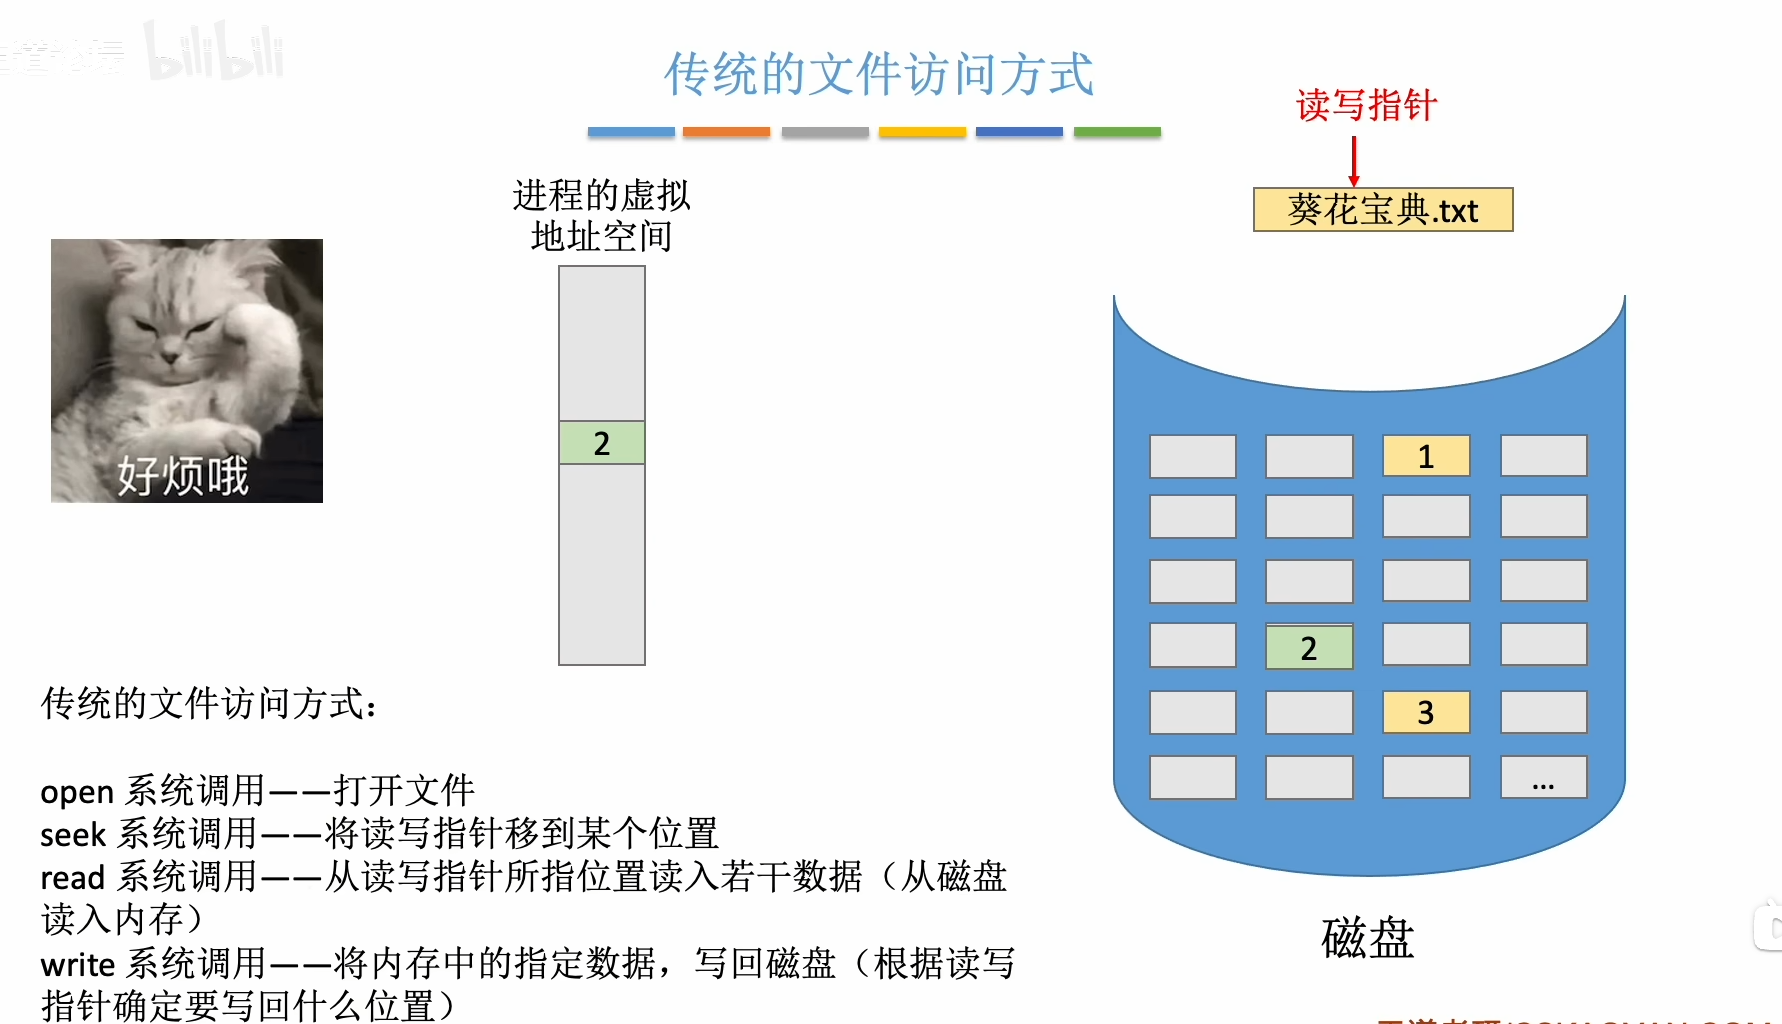 bilibili
传统的文件访问方式
读写指针
葵花宝典.txt
进程的虚拟
地址空间
2
好烦哦
1
2
3
...
磁盘
传统的文件访问方式：
open 系统调用——打开文件
seek 系统调用——将读写指针移到某个位置
read 系统调用——从读写指针所指位置读入若干数据（从磁盘
读入内存）
write 系统调用——将内存中的指定数据，写回磁盘（根据读写
指针确定要写回什么位置）